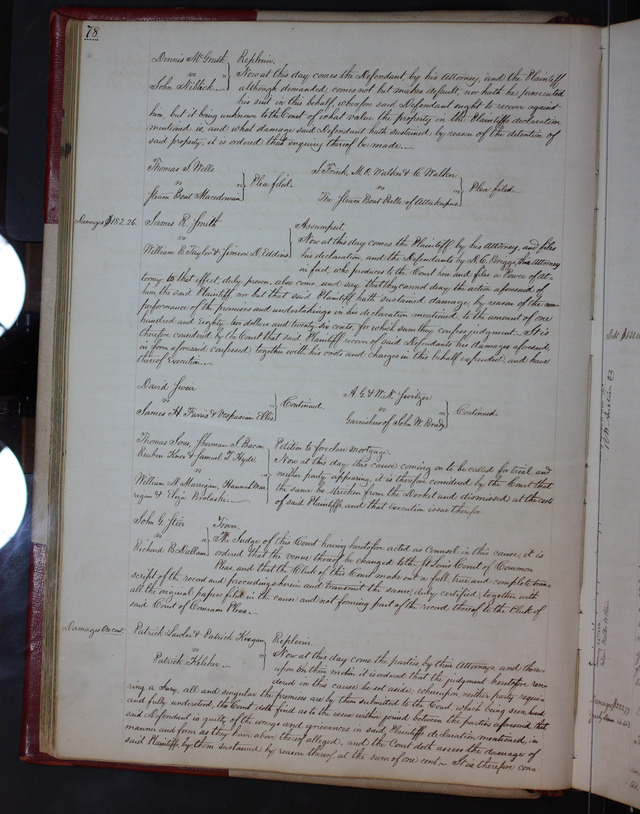 78.
Dennis McGrath } Replevin.
vs
John Nillick.
Now at this day comes the Defendant, by his Attorney, and the Plaintiff
although demanded, comes not but makes default, nor hath he prosecuted
his suit in this behalf, wherefore said Defendant ought to recover against
him, but it being unknown to the Court of what value the property in the Plaintiffs declaration
mentioned is, and what damage said Defendant hath sustained by reason of the detention of
said property, it is ordered that enquiry thereof be made.
Thomas S. Wells
vs } Plea filed.
Steam Boat Macedonian
I. Frink, M. O. Walker & C. Walker
vs } Plea filed.
The Steam Boat Belle of Attakapas
Damages $182.26.
James R. Smith } Assumpsit
vs
William B. Taylor & Simeon D. Eddins
Now at this day comes the Plaintiff by his Attorney, and files
his declaration, and the Defendants by N. C. Briggs, their Attorney
in fact, who produces to the Court here and files a Power of At-
torney to that effect, duly proven, also come and say that they cannot deny the action aforesaid of
him the said Plaintiff, nor but that said Plaintiff hath sustained damage, by reason of the non
performance of the promises and undertakings in his declaration mentioned, to the amount of one
hundred and eighty two dollars and twenty six cents, for which sum they confess judgment. It is
therefore considered by the Court that said Plaintiff recover of said Defendants his damages aforesaid,
in form aforesaid confessed, together with his costs and charges in this behalf expended, and have
thereof Execution.
David
vs } Continued.
James H. Farris & Vespasian Ellis
A. G. & W. N. Switzer
vs } Continued
Garnishees of John W. Brady
Thomas Sons, Sherman S. Bacon
Reuben Knox & Samuel T. Hyde.
vs
William N. Marrigan, Hannah Mar
rigan & Eliza
Petition to foreclose Mortgage.
Now at this day this cause coming on to be called for trial, and
neither party appearing, it is therefore considered by the Court that
the same be stricken from the Docket and dismissed at the costs
of said Plaintiffs, and that execution issue therefor.
John G. Steir } Trover.
vs
Richard B. Dallam
The Judge of this Court having heretofore acted as Counsel in this cause, it is
ordered that the venue thereof be changed to the St Louis Court of Common
Pleas, and that the Clerk of this Court make out a full true and complete tran-
script of the record and proceedings herein and transmit the same, duly certified, together with
all the original papers filed in the cause and not forming part of the record thereof, to the Clerk of
said Court of Common Pleas.
Damages One cent.
Patrick Lawler & Patrick Keegan } Replevin.
vs
Patrick Kelsher.
Now at this day come the parties by their Attorneys, and there-
upon on their motion it is ordered that the judgment heretofore ren-
dered in this cause be set aside, whereupon neither party requi-
ring a Jury, all and singular the premises are by them submitted to the Court, which being seen, heard
and fully understood, the Court doth find as to the issue within joined between the parties aforesaid that
said Defendant is guilty of the wrongs and grievances in said Plaintiffs declaration mentioned, in
manner and form as they have above thereof alleged, and the Court doth assess the damage of
said Plaintiffs, by them sustained by reason thereof, at the sum of one cent. It is therefore con-